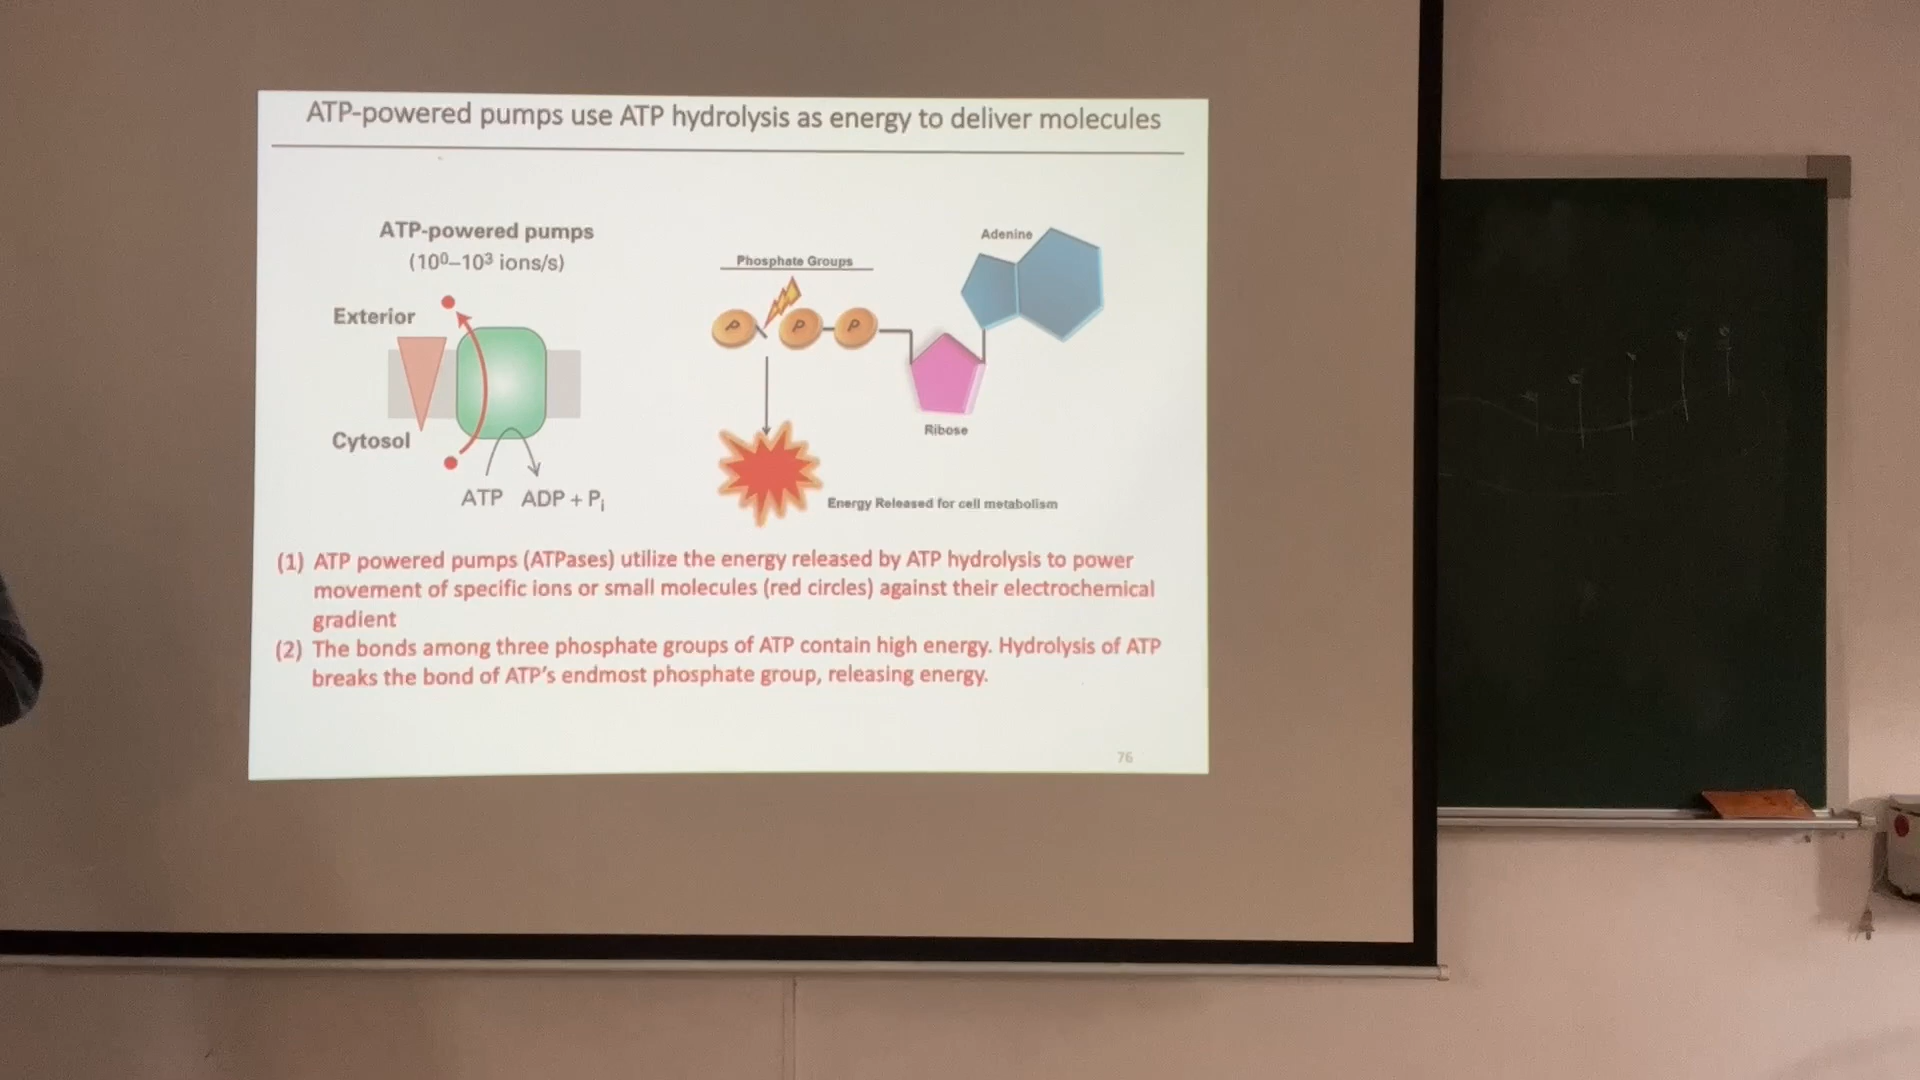 ATP-powered pumps use ATP hydrolysis as energy to deliver molecules
ATP-powered pumps
(10⁰–10³ ions/s)
Exterior
Cytosol
ATP ADP + Pᵢ
Phosphate Groups
P P P
Adenine
Ribose
Energy Released for cell metabolism
(1) ATP powered pumps (ATPases) utilize the energy released by ATP hydrolysis to power
movement of specific ions or small molecules (red circles) against their electrochemical
gradient
(2) The bonds among three phosphate groups of ATP contain high energy. Hydrolysis of ATP
breaks the bond of ATP’s endmost phosphate group, releasing energy.
76